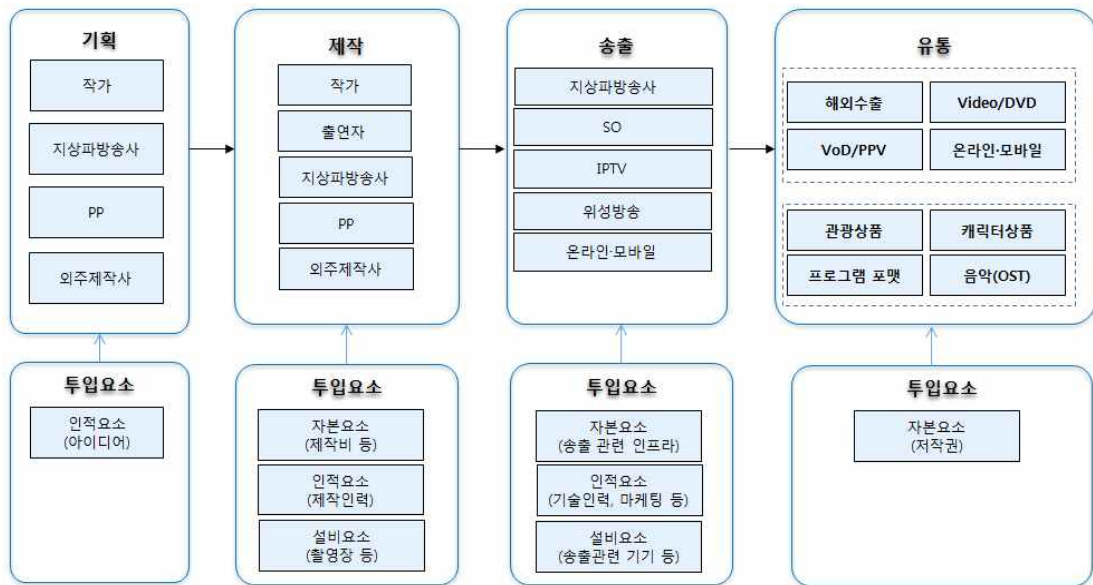 기획
작가
지상파방송사
PP
외주제작사
제작
작가
출연자
지상파방송사
PP
외주제작사
송출
지상파방송사
SO
IPTV
위성방송
온라인·모바일
유통
해외수출
Video/DVD
VoD/PPV
온라인·모바일
관광상품
캐릭터상품
프로그램 포맷
음악(OST)
투입요소
인적요소
(아이디어)
투입요소
자본요소
(제작비 등)
인적요소
(제작인력)
설비요소
(촬영장 등)
투입요소
자본요소
(송출 관련 인프라)
인적요소
(기술인력, 마케팅 등)
설비요소
(송출관련 기기 등)
투입요소
자본요소
(저작권)